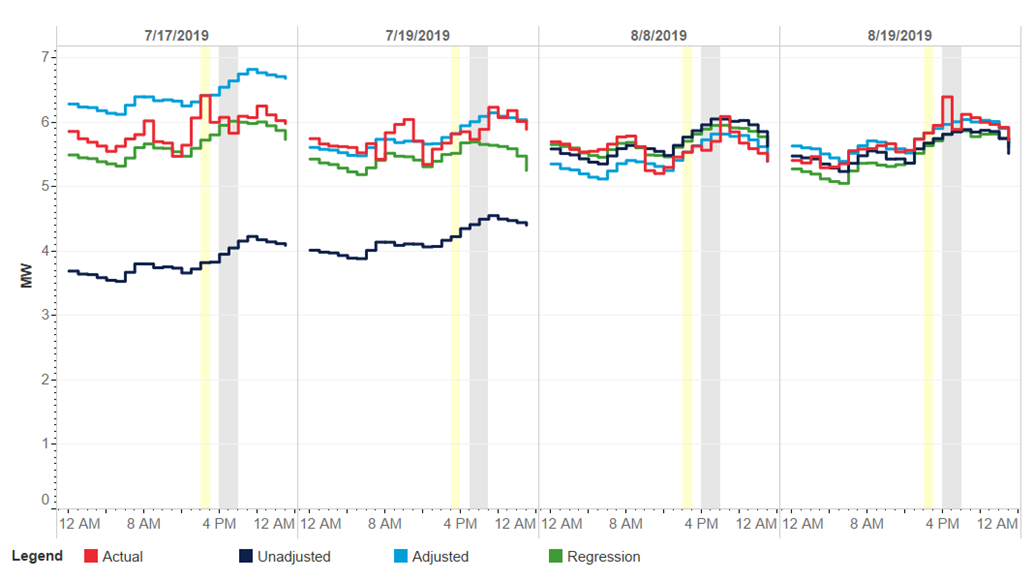 7/17/2019 7/19/2019 8/8/2019 8/19/2019
7
6
5
4
3
2
1
0
MW
12 AM 8 AM 4 PM 12 AM 12 AM 8 AM 4 PM 12 AM 12 AM 8 AM 4 PM 12 AM 12 AM 8 AM 4 PM 12 AM
Legend Actual Unadjusted Adjusted Regression